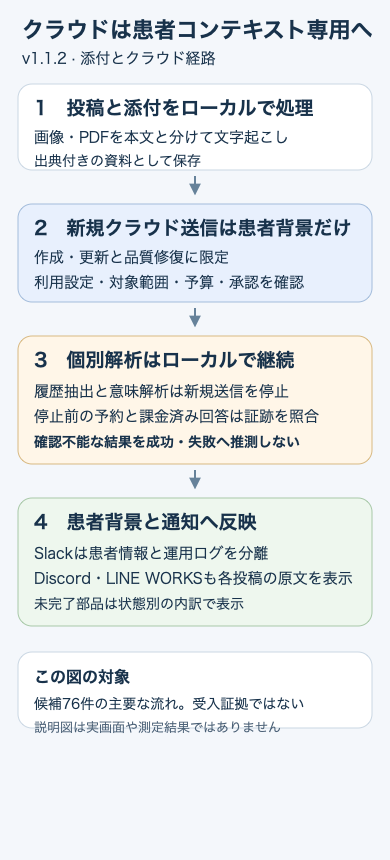 クラウドは患者コンテキスト専用へ
v1.1.2 · 添付とクラウド経路
1　投稿と添付をローカルで処理
画像・PDFを本文と分けて文字起こし
出典付きの資料として保存
2　新規クラウド送信は患者背景だけ
作成・更新と品質修復に限定
利用設定・対象範囲・予算・承認を確認
3　個別解析はローカルで継続
履歴抽出と意味解析は新規送信を停止
停止前の予約と課金済み回答は証跡を照合
確認不能な結果を成功・失敗へ推測しない
4　患者背景と通知へ反映
Slackは患者情報と運用ログを分離
Discord・LINE WORKSも各投稿の原文を表示
未完了部品は状態別の内訳で表示
この図の対象
候補76件の主要な流れ。受入証拠ではない
説明図は実画面や測定結果ではありません